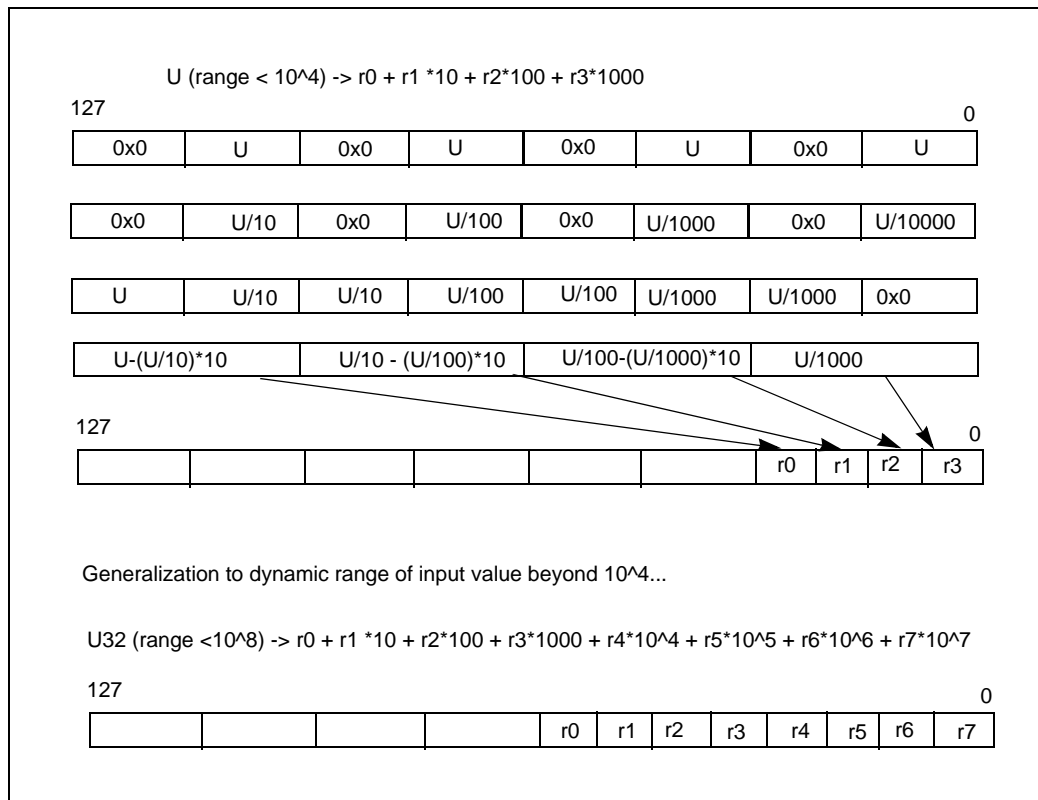 U (range < 10^4) -> r0 + r1 *10 + r2*100 + r3*1000
127 0
0x0 U 0x0 U 0x0 U 0x0 U
0x0 U/10 0x0 U/100 0x0 U/1000 0x0 U/10000
U U/10 U/10 U/100 U/100 U/1000 U/1000 0x0
U-(U/10)*10 U/10 - (U/100)*10 U/100-(U/1000)*10 U/1000
127 0
r0 r1 r2 r3
Generalization to dynamic range of input value beyond 10^4...
U32 (range <10^8) -> r0 + r1 *10 + r2*100 + r3*1000 + r4*10^4 + r5*10^5 + r6*10^6 + r7*10^7
127 0
r0 r1 r2 r3 r4 r5 r6 r7